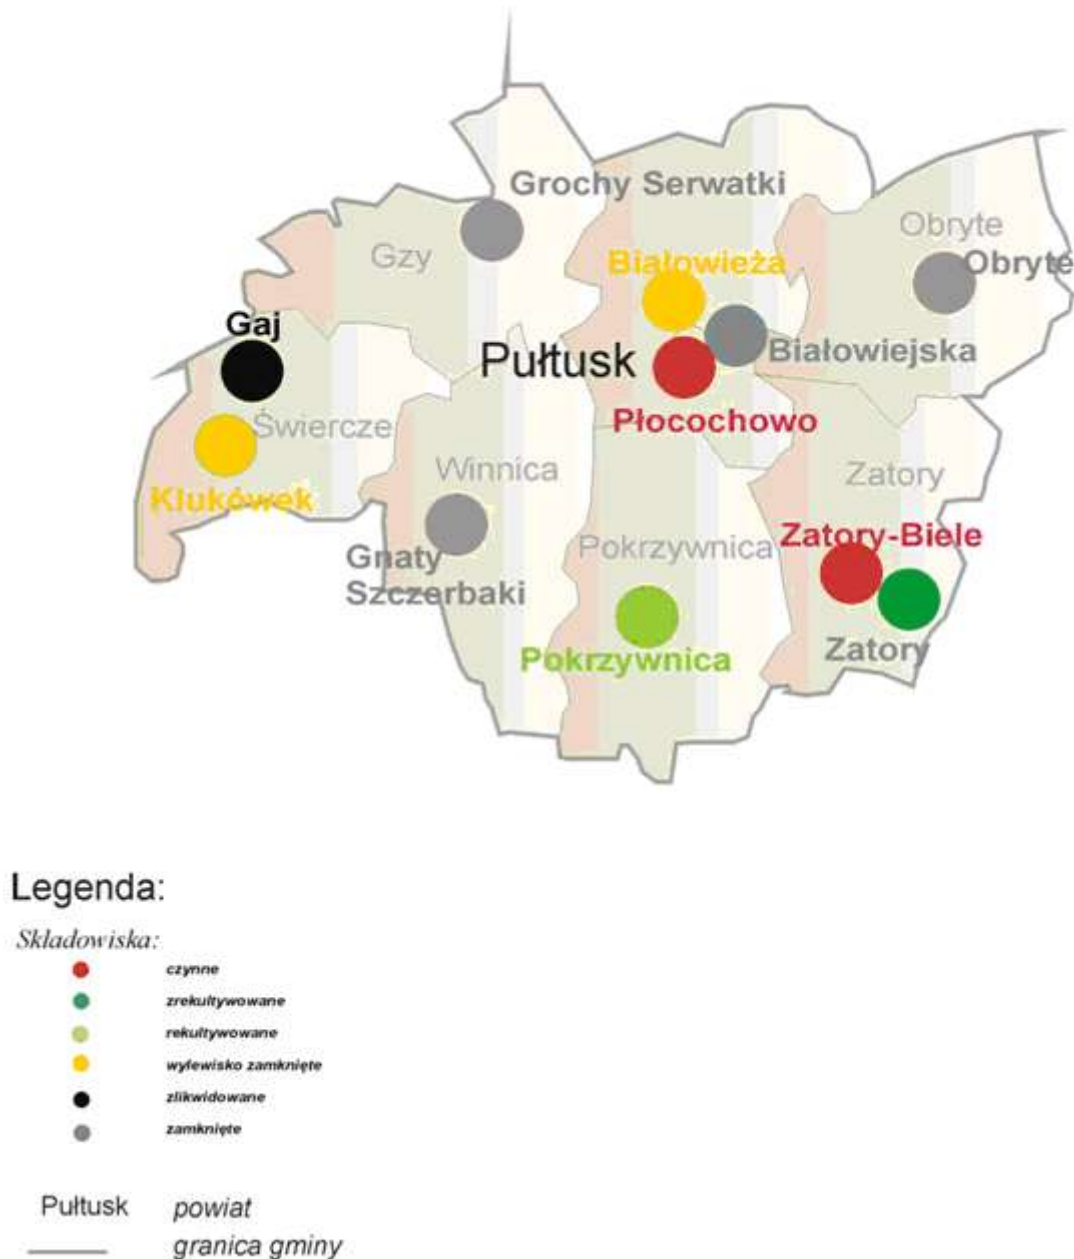 Grochy Serwatki
Gzy
Obryte
Obryte
Białowieża
Gaj
Pułtusk
Białowiejska
Płocochowo
Świercze
Winnica
Zatory
Klukówek
Zatory-Biele
Pokrzywnica
Gnaty
Szczerbaki
Zatory
Pokrzywnica
Legenda:
Składowiska:
czynne
zrekultywowane
rekultywowane
wylewisko zamknięte
zlikwidowane
zamknięte
Pułtusk powiat
granica gminy